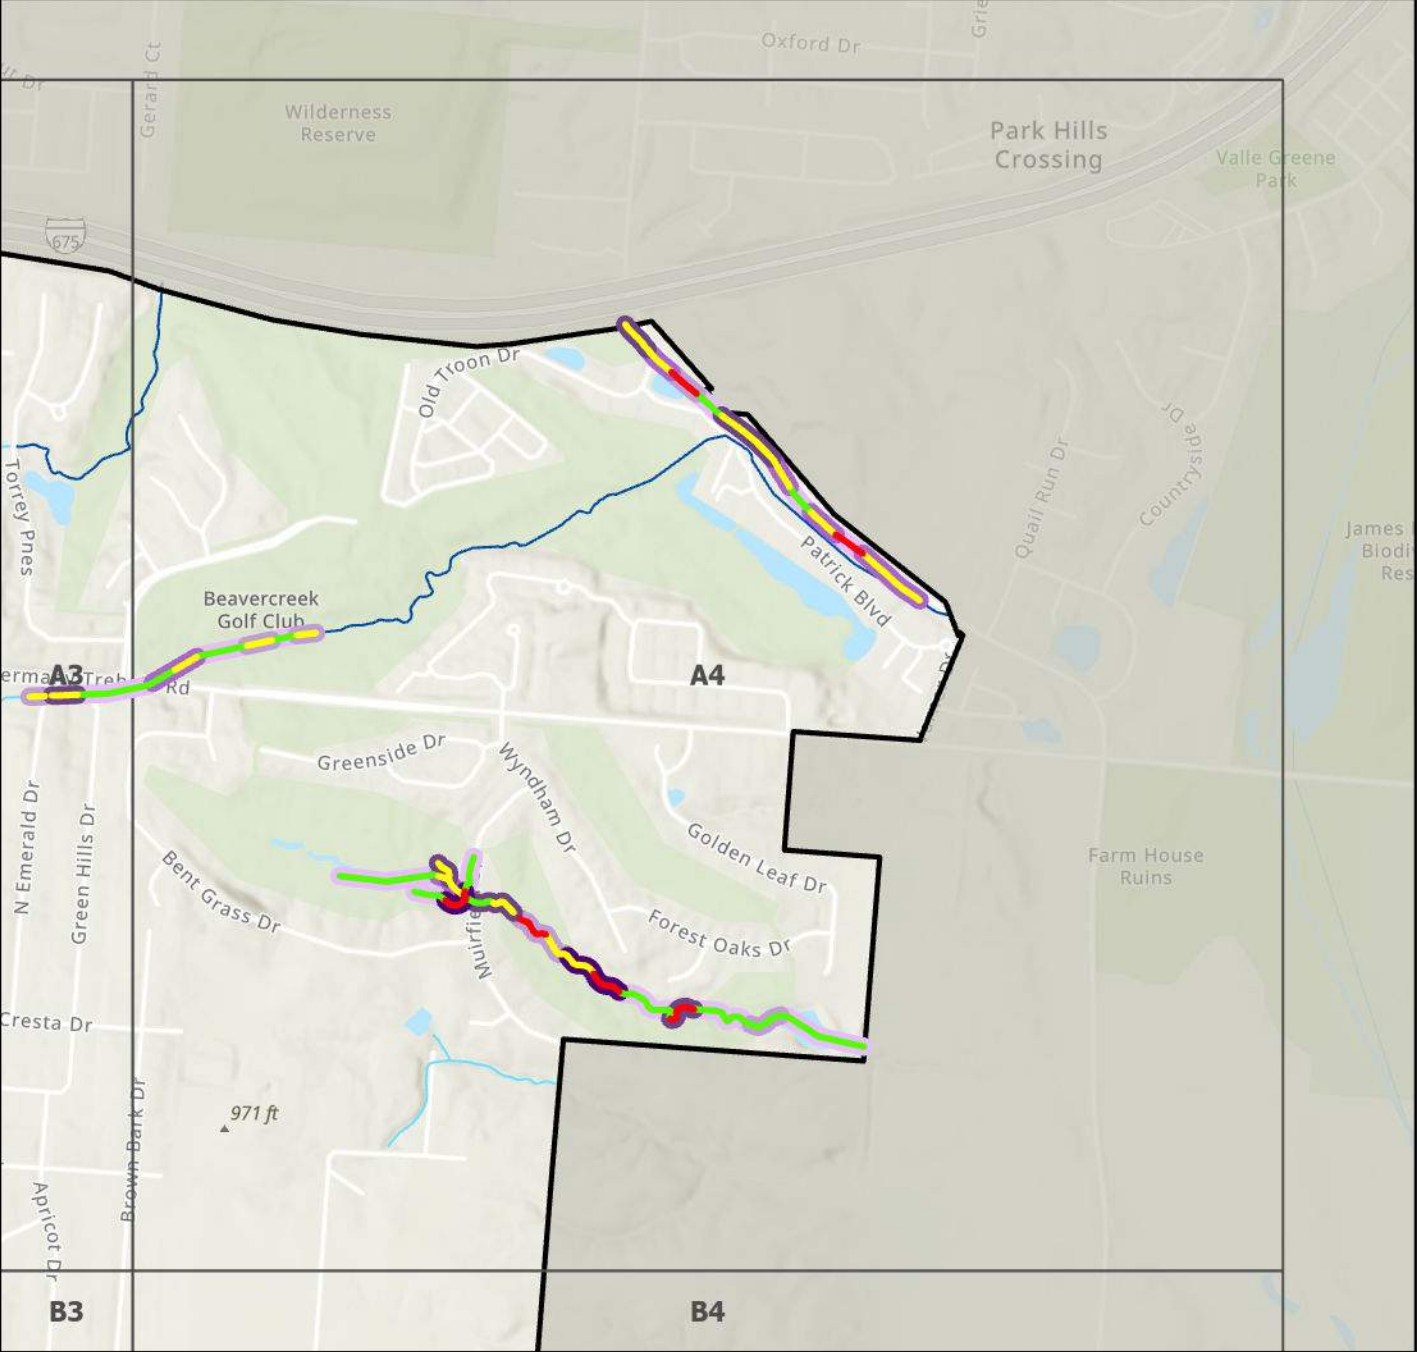 Oxford Dr
Gerard Ct
Wilderness
Reserve
Park Hills
Crossing
Valle Greene
Park
675
Old Troon Dr
Torrey Pnes
Quail Run Dr
Countryside Dr
James
Patrick Blvd
Beavercreek
Golf Club
A3
A4
Rd
Dr
Greenside Dr
Wyndham Dr
N Emerald Dr
Green Hills Dr
Golden Leaf Dr
Farm House
Ruins
Bent Grass Dr
Forest Oaks Dr
Cresta Dr
971 ft
Brown Bark Dr
Apricot Dr
B3
B4